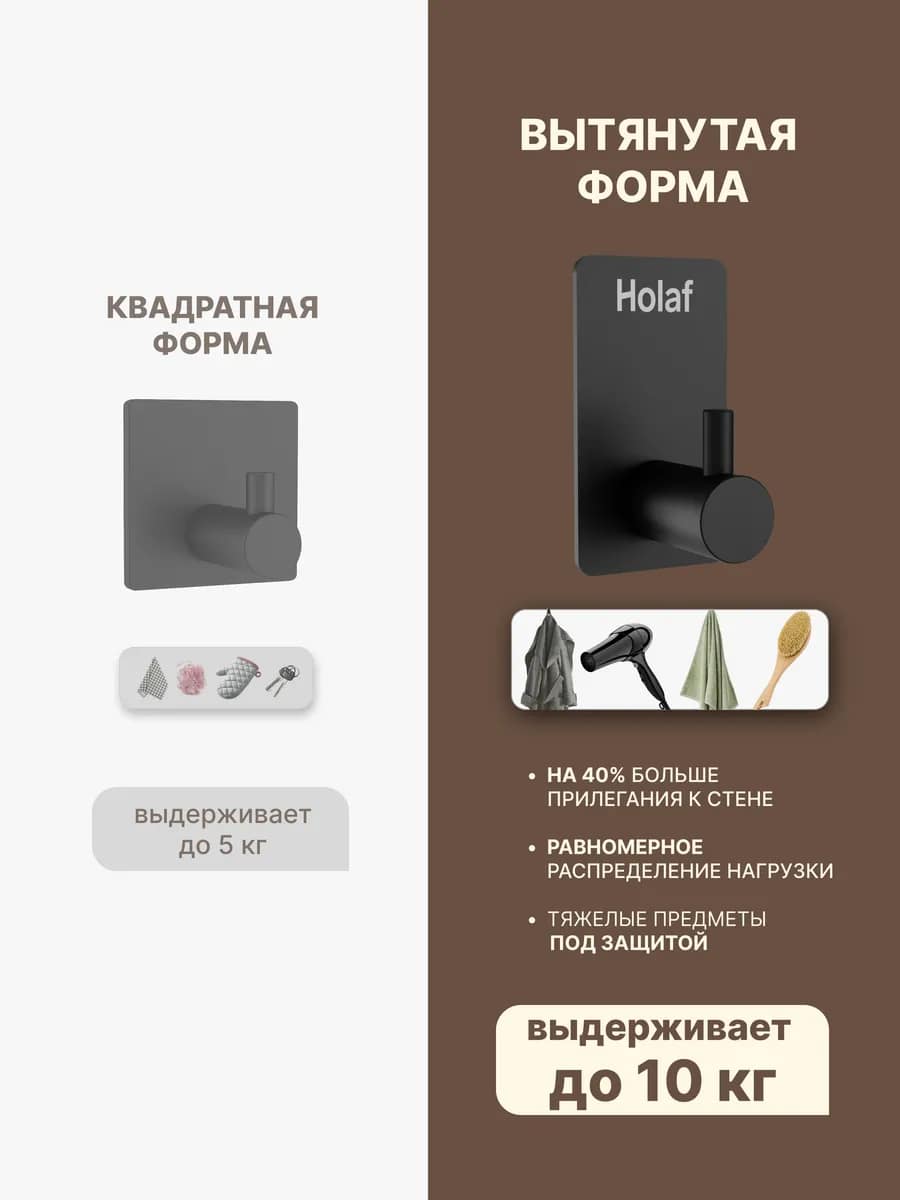 КВАДРАТНАЯ
ФОРМА
выдерживает
до 5 кг
ВЫТЯНУТАЯ
ФОРМА
Holaf
• НА 40% БОЛЬШЕ
ПРИЛЕГАНИЯ К СТЕНЕ
• РАВНОМЕРНОЕ
РАСПРЕДЕЛЕНИЕ НАГРУЗКИ
• ТЯЖЕЛЫЕ ПРЕДМЕТЫ
ПОД ЗАЩИТОЙ
выдерживает
до 10 кг